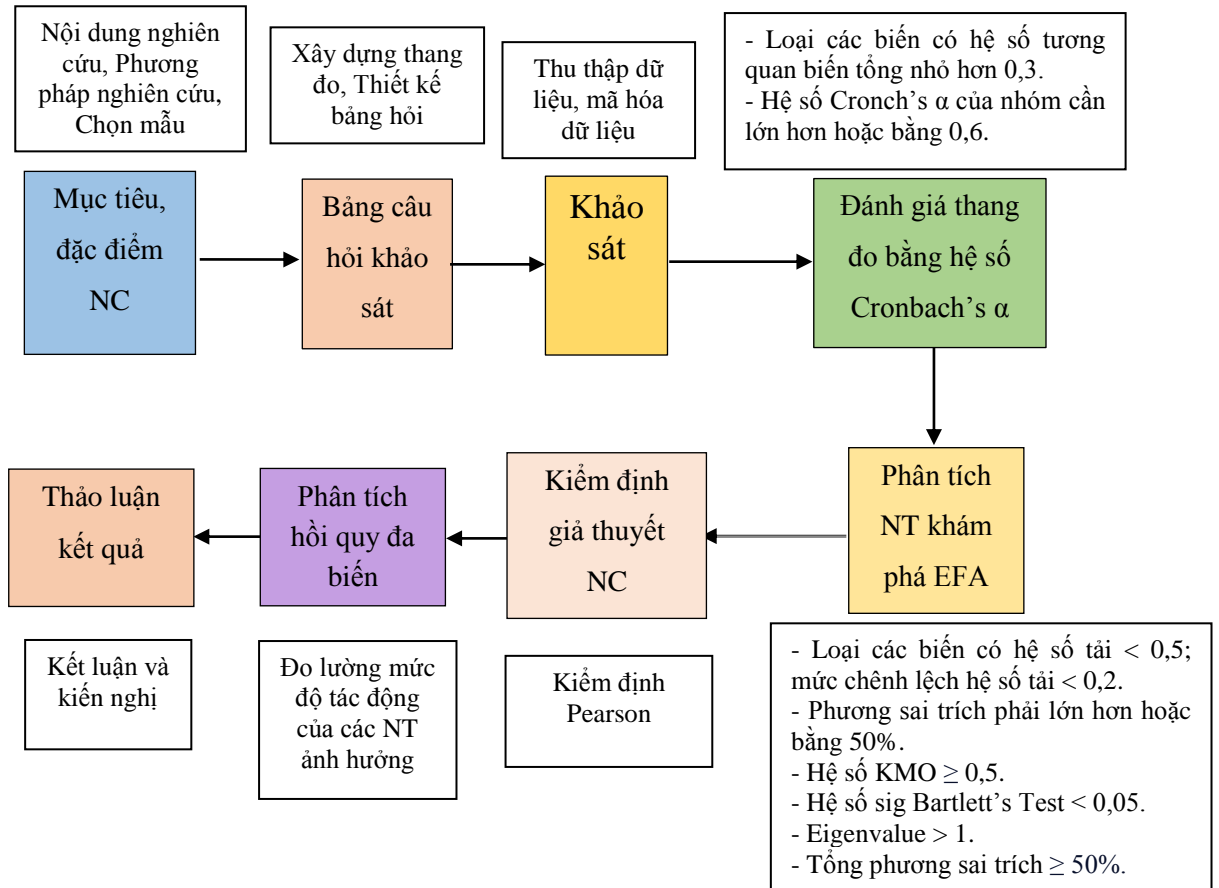 Nội dung nghiên
cứu, Phương
pháp nghiên cứu,
Chọn mẫu
Xây dựng thang
đo, Thiết kế
bảng hỏi
Thu thập dữ
liệu, mã hóa
dữ liệu
- Loại các biến có hệ số tương
quan biến tổng nhỏ hơn 0,3.
- Hệ số Cronch’s α của nhóm cần
lớn hơn hoặc bằng 0,6.
Mục tiêu,
đặc điểm
NC
Bảng câu
hỏi khảo
sát
Khảo
sát
Đánh giá thang
đo bằng hệ số
Cronbach’s α
Thảo luận
kết quả
Phân tích
hồi quy đa
biến
Kiểm định
giả thuyết
NC
Phân tích
NT khám
phá EFA
Kết luận và
kiến nghị
Đo lường mức
độ tác động
của các NT
ảnh hưởng
Kiểm định
Pearson
- Loại các biến có hệ số tải < 0,5;
mức chênh lệch hệ số tải < 0,2.
- Phương sai trích phải lớn hơn hoặc
bằng 50%.
- Hệ số KMO ≥ 0,5.
- Hệ số sig Bartlett’s Test < 0,05.
- Eigenvalue > 1.
- Tổng phương sai trích ≥ 50%.